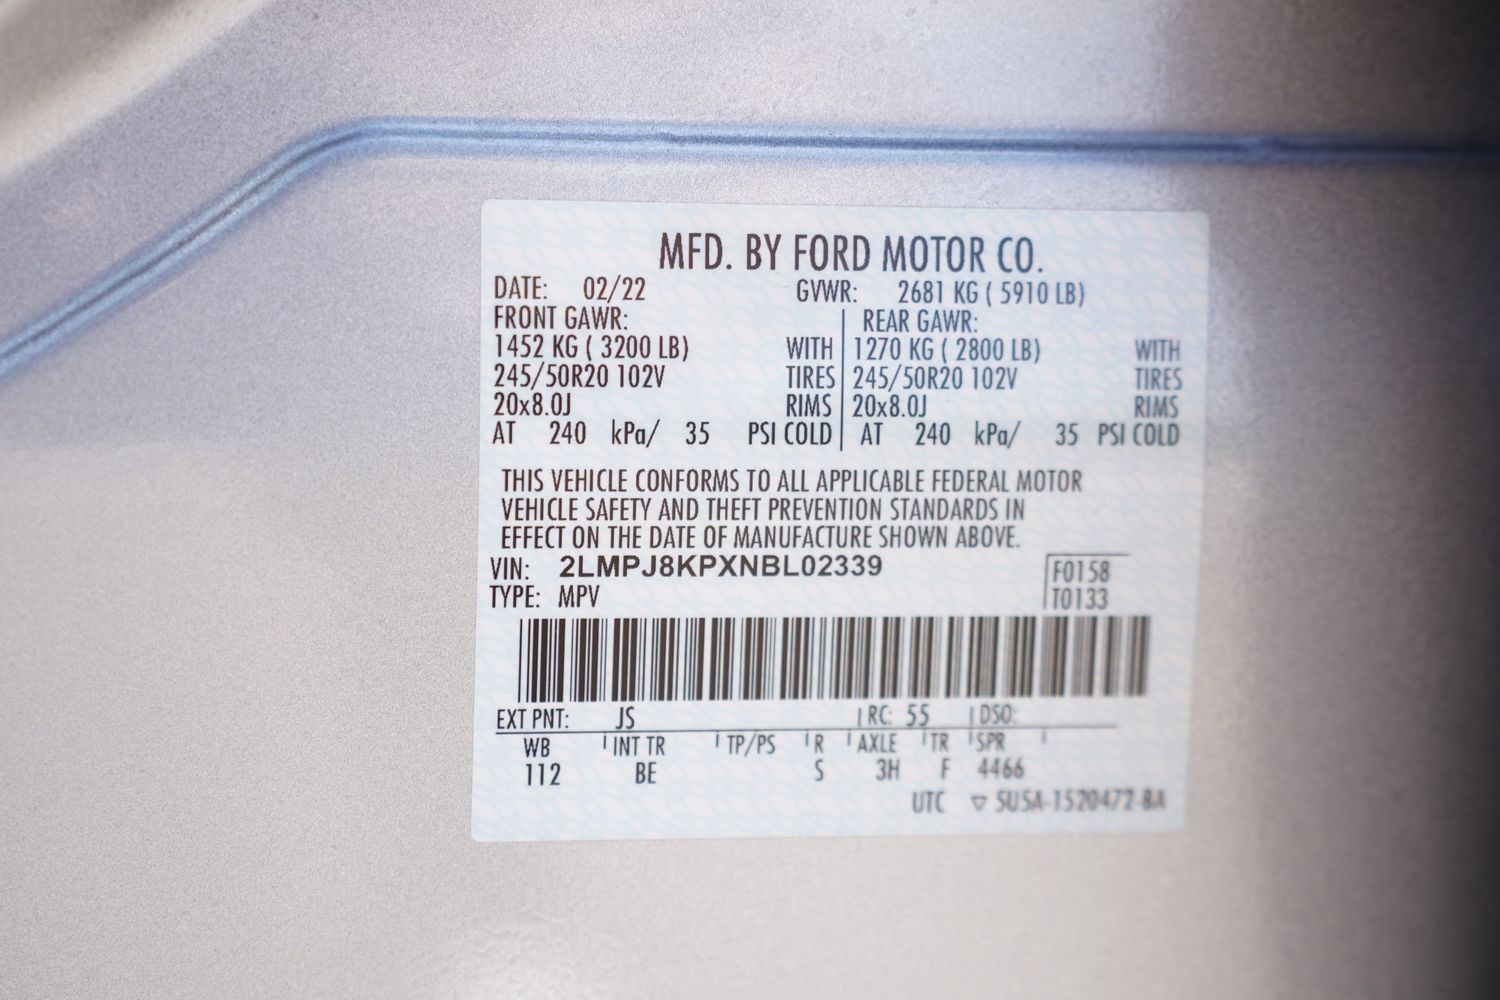 MFD. BY FORD MOTOR CO.
DATE: 02/22 GVWR: 2681 KG ( 5910 LB)
FRONT GAWR: REAR GAWR:
1452 KG ( 3200 LB) WITH 1270 KG ( 2800 LB) WITH
245/50R20 102V TIRES 245/50R20 102V TIRES
20x8.0J RIMS 20x8.0J RIMS
AT 240 kPa/ 35 PSI COLD AT 240 kPa/ 35 PSI COLD
THIS VEHICLE CONFORMS TO ALL APPLICABLE FEDERAL MOTOR
VEHICLE SAFETY AND THEFT PREVENTION STANDARDS IN
EFFECT ON THE DATE OF MANUFACTURE SHOWN ABOVE.
VIN: 2LMPJ8KPXNBL02339 F0158
TYPE: MPV T0133
EXT PNT: JS RC: 55 DSO:
WB INT TR TP/PS R AXLE TR SPR
112 BE S 3H F 4466
UTC ▽ SU5A-1520472-BA